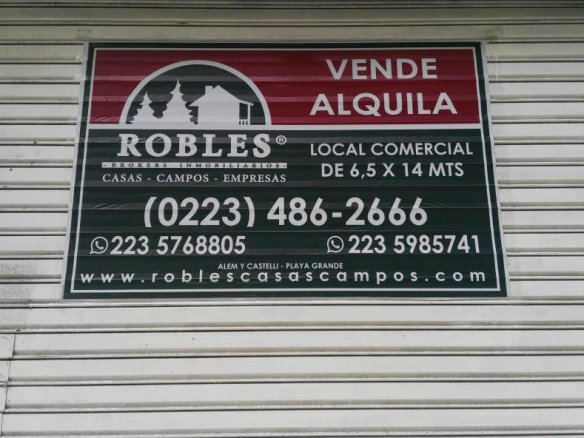 VENDE
ALQUILA
ROBLES®
- BROKERS INMOBILIARIOS -
CASAS - CAMPOS - EMPRESAS
LOCAL COMERCIAL
DE 6,5 X 14 MTS
(0223) 486-2666
223 5768805
223 5985741
ALEM Y CASTELLI - PLAYA GRANDE
www.roblescasascampos.com